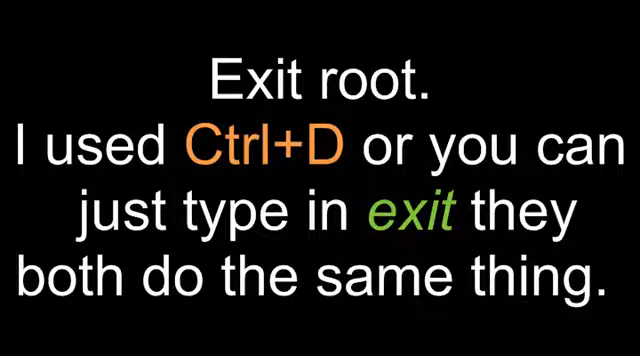 Exit root.
I used Ctrl+D or you can
just type in exit they
both do the same thing.